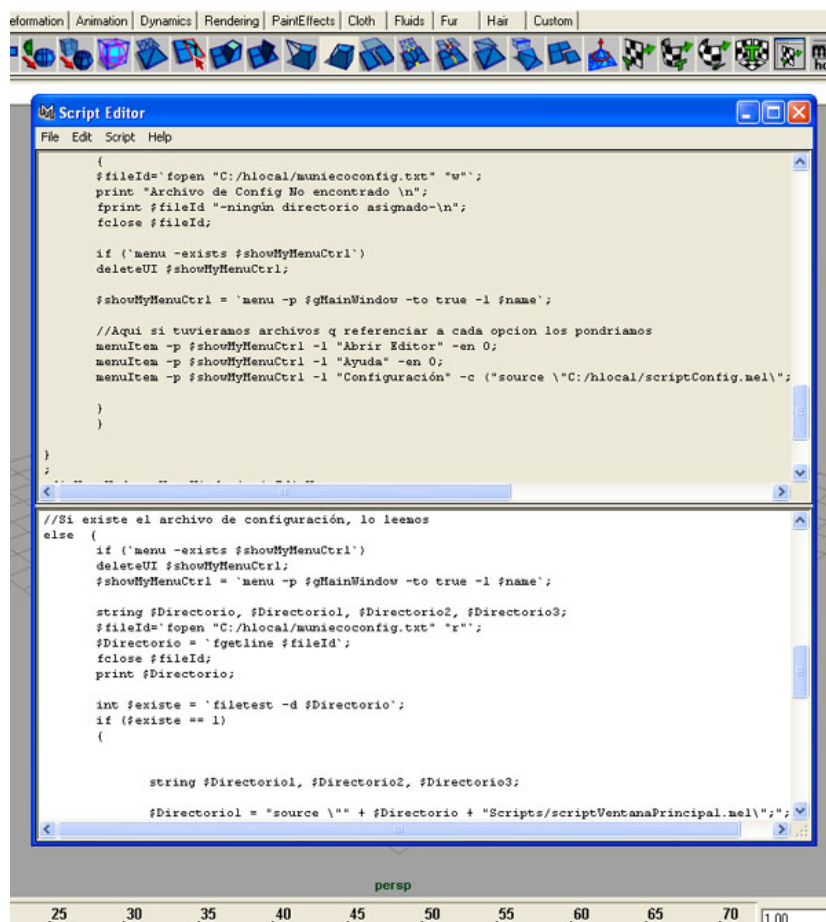 eformation Animation Dynamics Rendering PaintEffects Cloth Fluids Fur Hair Custom
Script Editor
File Edit Script Help
{
$fileId=`fopen "C:/hlocal/municoconfig.txt" "w"`;
print "Archivo de Config No encontrado \n";
fprint $fileId "-ningún directorio asignado-\n";
fclose $fileId;
if (`menu -exists $showMyMenuCtrl`)
deleteUI $showMyMenuCtrl;
$showMyMenuCtrl = `menu -p $gMainWindow -to true -l $name`;
//Aqui si tuvieramos archivos q referenciar a cada opcion los pondriamos
menuItem -p $showMyMenuCtrl -l "Abrir Editor" -en 0;
menuItem -p $showMyMenuCtrl -l "Ayuda" -en 0;
menuItem -p $showMyMenuCtrl -l "Configuración" -c ("source \"C:/hlocal/scriptConfig.mel\";
}
}
}
;
//Si existe el archivo de configuración, lo leemos
else {
if (`menu -exists $showMyMenuCtrl`)
deleteUI $showMyMenuCtrl;
$showMyMenuCtrl = `menu -p $gMainWindow -to true -l $name`;
string $Directorio, $Directorio1, $Directorio2, $Directorio3;
$fileId=`fopen "C:/hlocal/municoconfig.txt" "r"`;
$Directorio = `fgetline $fileId`;
fclose $fileId;
print $Directorio;
int $existe = `filetest -d $Directorio`;
if ($existe == 1)
{
string $Directorio1, $Directorio2, $Directorio3;
$Directorio1 = "source \"" + $Directorio + "Scripts/scriptVentanaPrincipal.mel\";";
persp
25 30 35 40 45 50 55 60 65 70 1.00